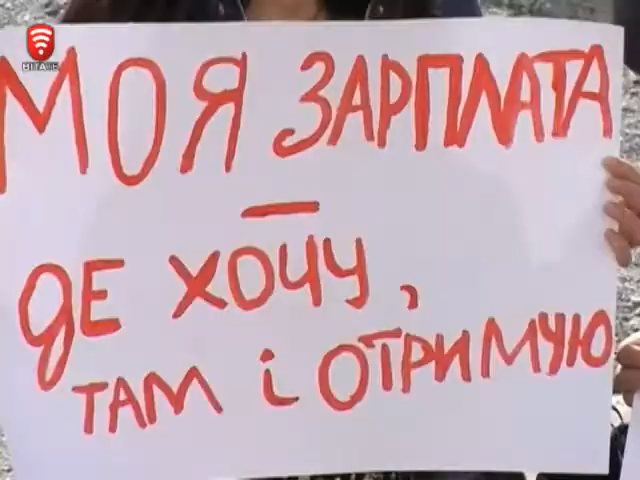 МОЯ ЗАРПЛАТА
–
ДЕ ХОЧУ,
ТАМ і ОТРИМУЮ